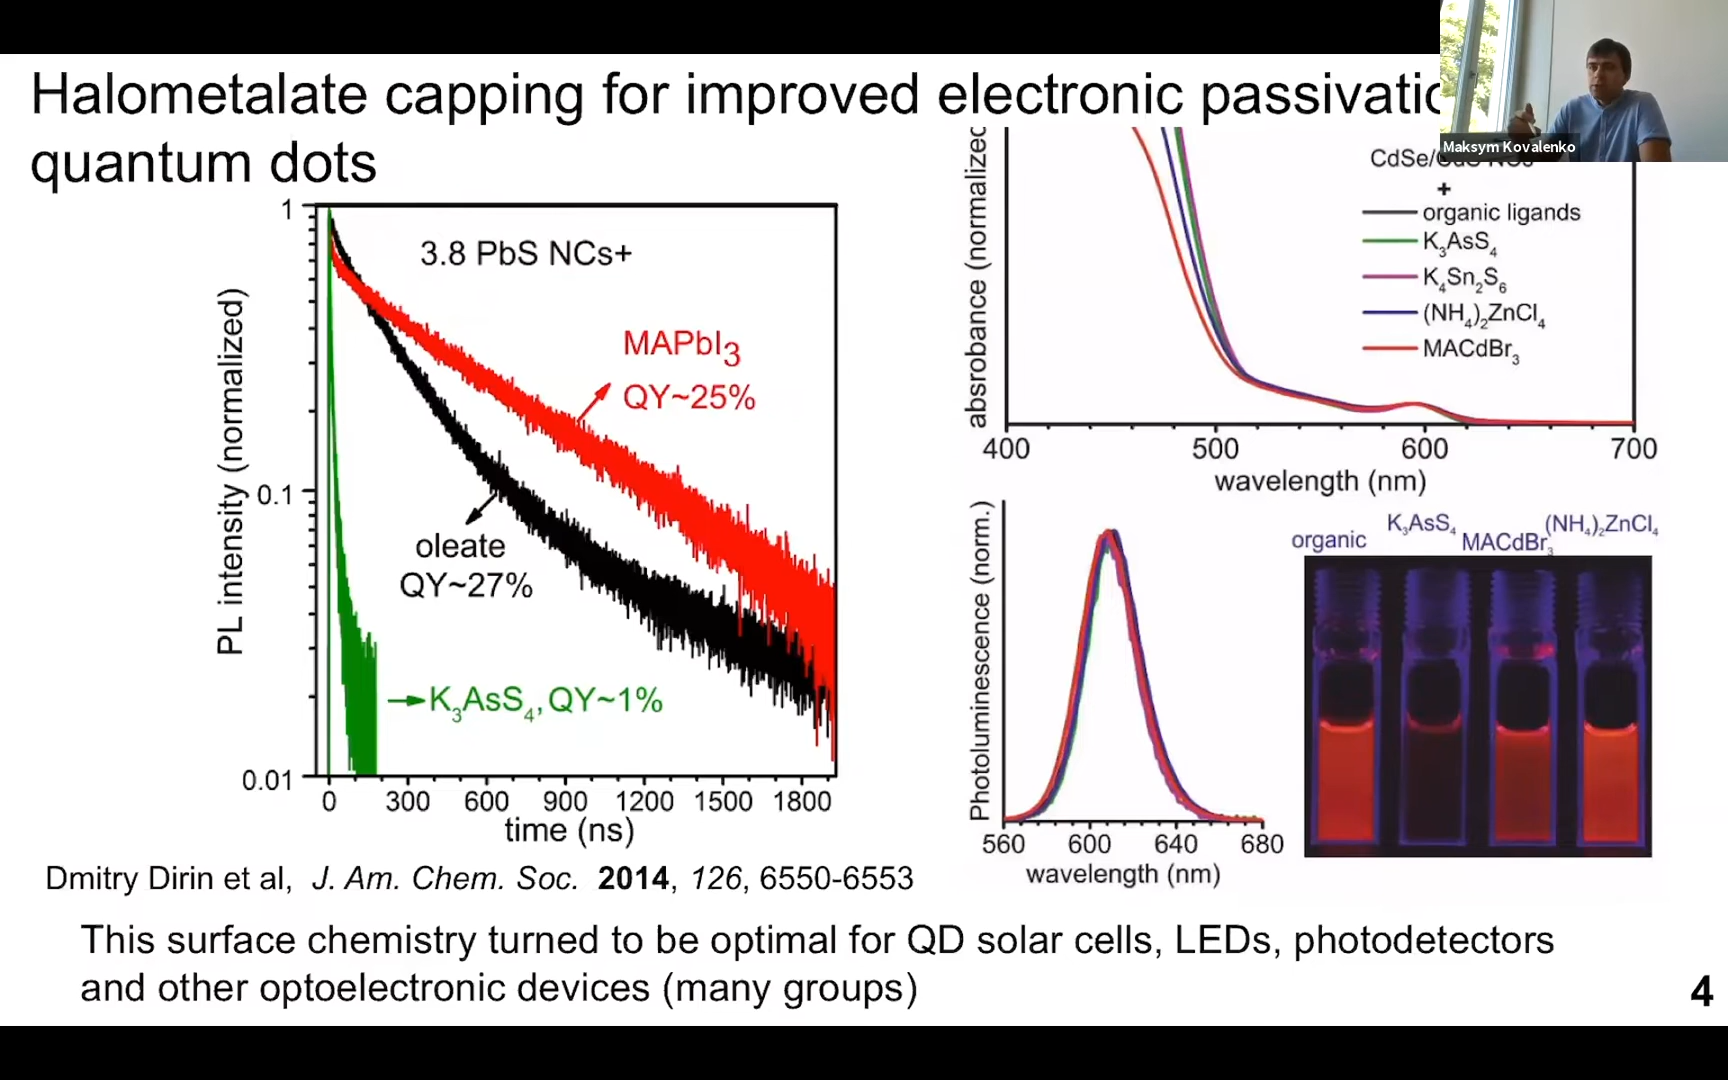 Halometalate capping for improved electronic
quantum dots
Maksym Kovalenko
1
0.1
0.01
PL intensity (normalized)
3.8 PbS NCs+
MAPbI₃
QY~25%
oleate
QY~27%
K₃AsS₄, QY~1%
0 300 600 900 1200 1500 1800
time (ns)
absrobance (normalized
CdSe/CdS NCs
+
organic ligands
K₃AsS₄
K₄Sn₂S₆
(NH₄)₂ZnCl₄
MACdBr₃
400 500 600 700
wavelength (nm)
Photoluminescence (norm.)
560 600 640 680
wavelength (nm)
organic K₃AsS₄ MACdBr₃ (NH₄)₂ZnCl₄
Dmitry Dirin et al, J. Am. Chem. Soc. 2014, 126, 6550-6553
This surface chemistry turned to be optimal for QD solar cells, LEDs, photodetectors
and other optoelectronic devices (many groups)
4